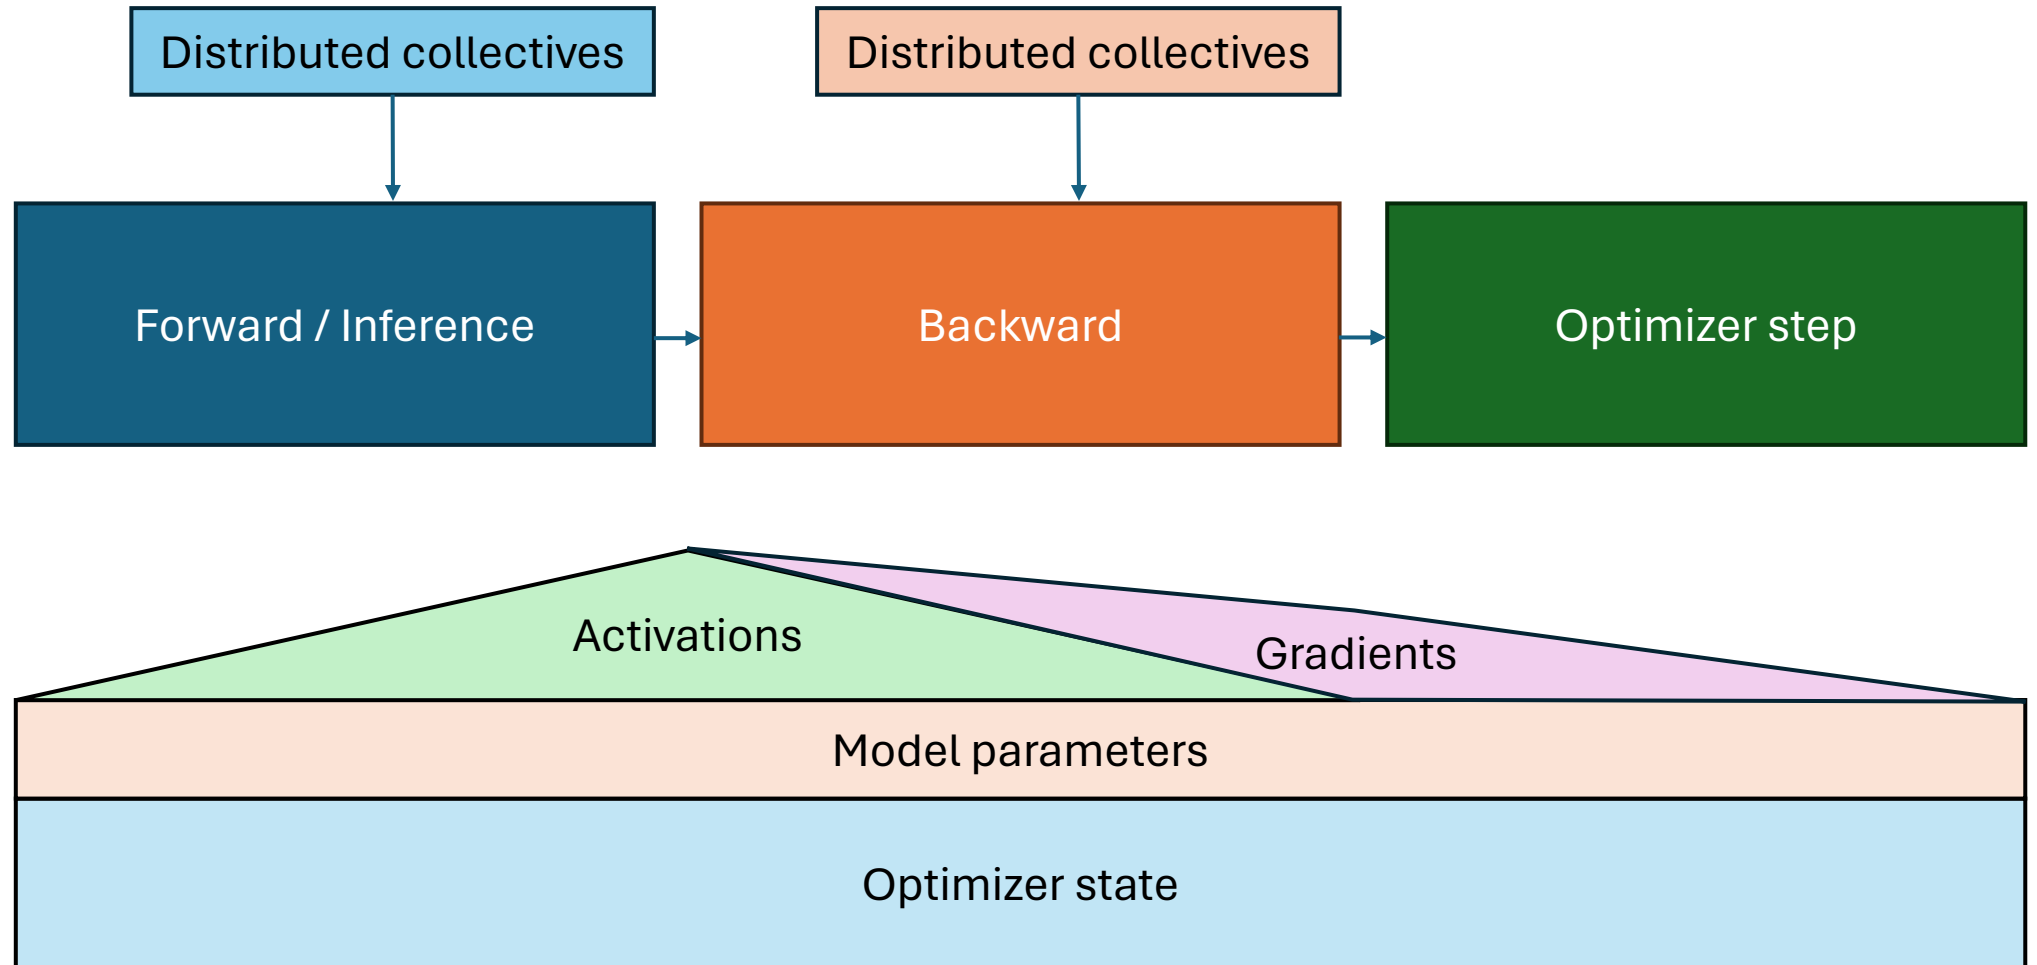 Distributed collectives
Distributed collectives
Forward / Inference
Backward
Optimizer step
Activations
Gradients
Model parameters
Optimizer state